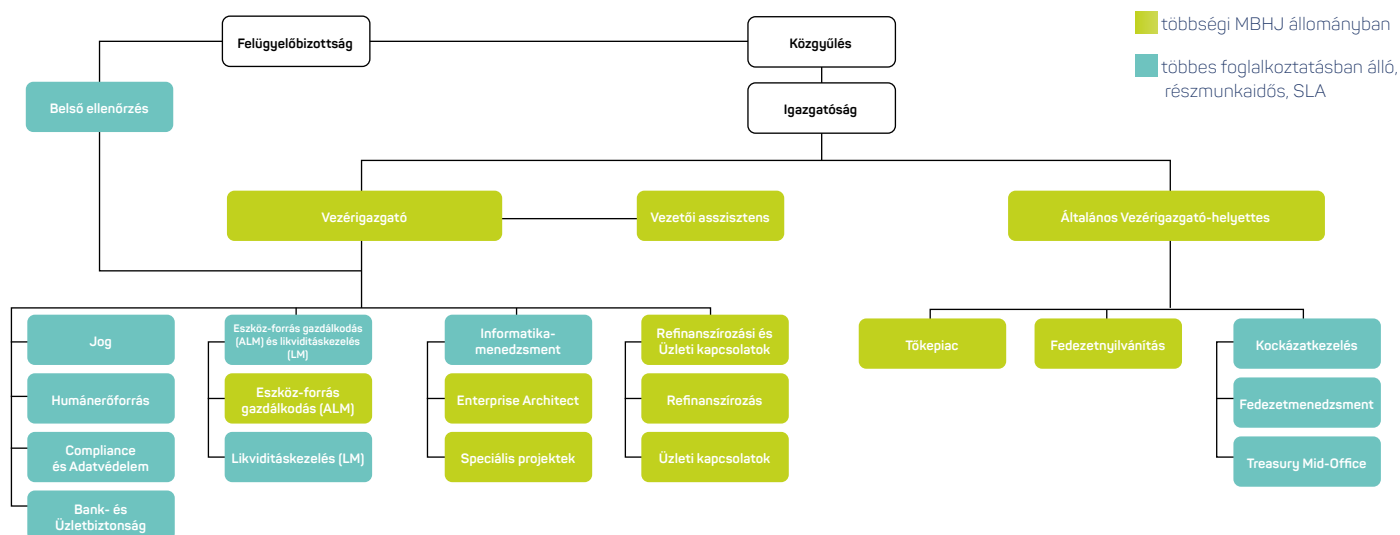 Felügyelőbizottság
Közgyűlés
többségi MBHJ állományban
többes foglalkoztatásban álló,
részmunkaidős, SLA
Belső ellenőrzés
Igazgatóság
Vezérigazgató
Vezetői asszisztens
Általános Vezérigazgató-helyettes
Jog
Humánerőforrás
Compliance
és Adatvédelem
Bank- és
Üzletbiztonság
Eszköz-forrás gazdálkodás
(ALM) és likviditáskezelés
(LM)
Eszköz-forrás
gazdálkodás (ALM)
Likviditáskezelés (LM)
Informatika-
menedzsment
Enterprise Architect
Speciális projektek
Refinanszírozási és
Üzleti kapcsolatok
Refinanszírozás
Üzleti kapcsolatok
Tőkepiac
Fedezetnyilvánítás
Kockázatkezelés
Fedezetmenedzsment
Treasury Mid-Office